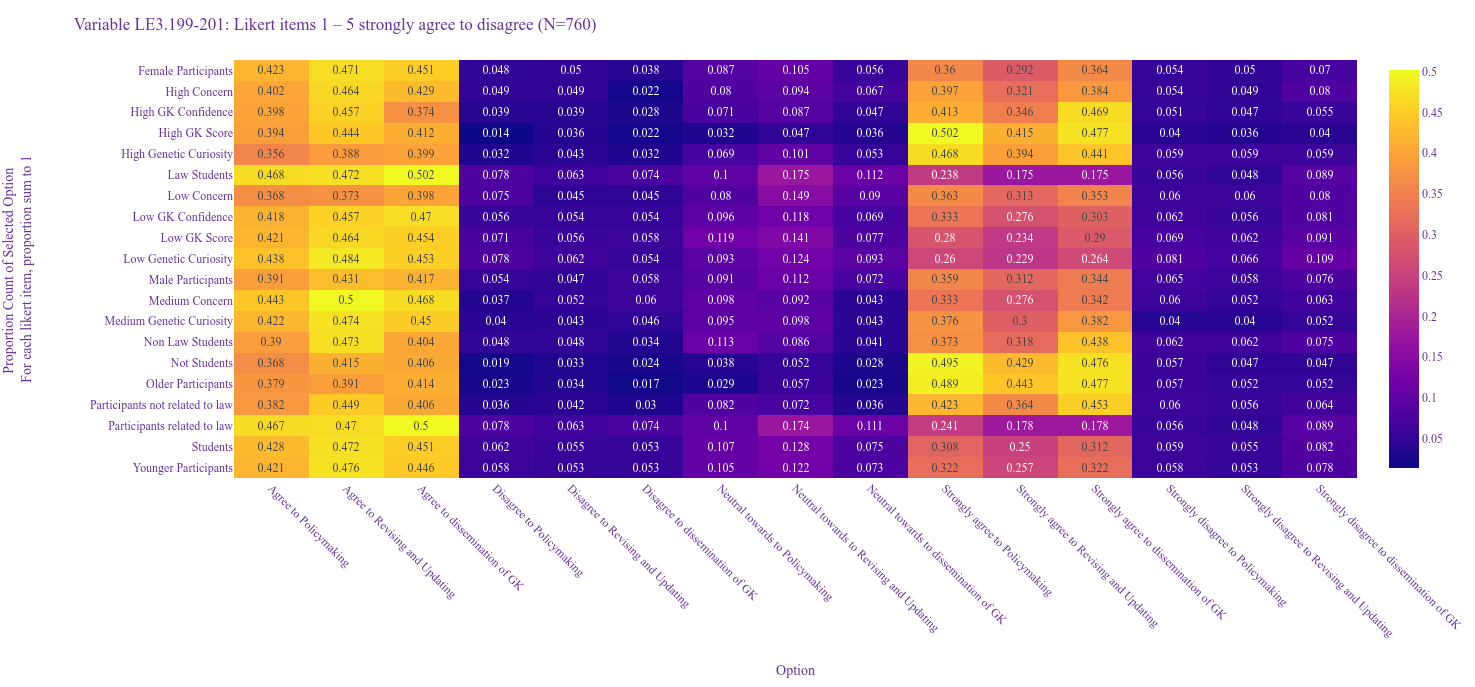 Variable LE3.199-201: Likert items 1 – 5 strongly agree to disagree (N=760)
Proportion Count of Selected Option
For each likert item, proportion sum to 1
Female Participants 0.423 0.471 0.451 0.048 0.05 0.038 0.087 0.105 0.056 0.36 0.292 0.364 0.054 0.05 0.07
High Concern 0.402 0.464 0.429 0.049 0.049 0.022 0.08 0.094 0.067 0.397 0.321 0.384 0.054 0.049 0.08
High GK Confidence 0.398 0.457 0.374 0.039 0.039 0.028 0.071 0.087 0.047 0.413 0.346 0.469 0.051 0.047 0.055
High GK Score 0.394 0.444 0.412 0.014 0.036 0.022 0.032 0.047 0.036 0.502 0.415 0.477 0.04 0.036 0.04
High Genetic Curiosity 0.356 0.388 0.399 0.032 0.043 0.032 0.069 0.101 0.053 0.468 0.394 0.441 0.059 0.059 0.059
Law Students 0.468 0.472 0.502 0.078 0.063 0.074 0.1 0.175 0.112 0.238 0.175 0.175 0.056 0.048 0.089
Low Concern 0.368 0.373 0.398 0.075 0.045 0.045 0.08 0.149 0.09 0.363 0.313 0.353 0.06 0.06 0.08
Low GK Confidence 0.418 0.457 0.47 0.056 0.054 0.054 0.096 0.118 0.069 0.333 0.276 0.303 0.062 0.056 0.081
Low GK Score 0.421 0.464 0.454 0.071 0.056 0.058 0.119 0.141 0.077 0.28 0.234 0.29 0.069 0.062 0.091
Low Genetic Curiosity 0.438 0.484 0.453 0.078 0.062 0.054 0.093 0.124 0.093 0.26 0.229 0.264 0.081 0.066 0.109
Male Participants 0.391 0.431 0.417 0.054 0.047 0.058 0.091 0.112 0.072 0.359 0.312 0.344 0.065 0.058 0.076
Medium Concern 0.443 0.5 0.468 0.037 0.052 0.06 0.098 0.092 0.043 0.333 0.276 0.342 0.06 0.052 0.063
Medium Genetic Curiosity 0.422 0.474 0.45 0.04 0.043 0.046 0.095 0.098 0.043 0.376 0.3 0.382 0.04 0.04 0.052
Non Law Students 0.39 0.473 0.404 0.048 0.048 0.034 0.113 0.086 0.041 0.373 0.318 0.438 0.062 0.062 0.075
Not Students 0.368 0.415 0.406 0.019 0.033 0.024 0.038 0.052 0.028 0.495 0.429 0.476 0.057 0.047 0.047
Older Participants 0.379 0.391 0.414 0.023 0.034 0.017 0.029 0.057 0.023 0.489 0.443 0.477 0.057 0.052 0.052
Participants not related to law 0.382 0.449 0.406 0.036 0.042 0.03 0.082 0.072 0.036 0.423 0.364 0.453 0.06 0.056 0.064
Participants related to law 0.467 0.47 0.5 0.078 0.063 0.074 0.1 0.174 0.111 0.241 0.178 0.178 0.056 0.048 0.089
Students 0.428 0.472 0.451 0.062 0.055 0.053 0.107 0.128 0.075 0.308 0.25 0.312 0.059 0.055 0.082
Younger Participants 0.421 0.476 0.446 0.058 0.053 0.053 0.105 0.122 0.073 0.322 0.257 0.322 0.058 0.053 0.078
Agree to Policymaking
Agree to Revising and Updating
Agree to dissemination of GK
Disagree to Policymaking
Disagree to Revising and Updating
Disagree to dissemination of GK
Neutral towards to Policymaking
Neutral towards to Revising and Updating
Neutral towards to dissemination of GK
Strongly agree to Policymaking
Strongly agree to Revising and Updating
Strongly agree to dissemination of GK
Strongly disagree to Policymaking
Strongly disagree to Revising and Updating
Strongly disagree to dissemination of GK
Option
0.5
0.45
0.4
0.35
0.3
0.25
0.2
0.15
0.1
0.05